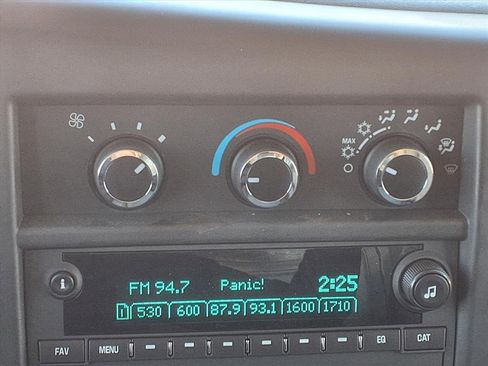 MAX
FM 94.7 Panic! 2:25
1 530 600 87.9 93.1 1600 1710
i
FAV MENU EQ CAT